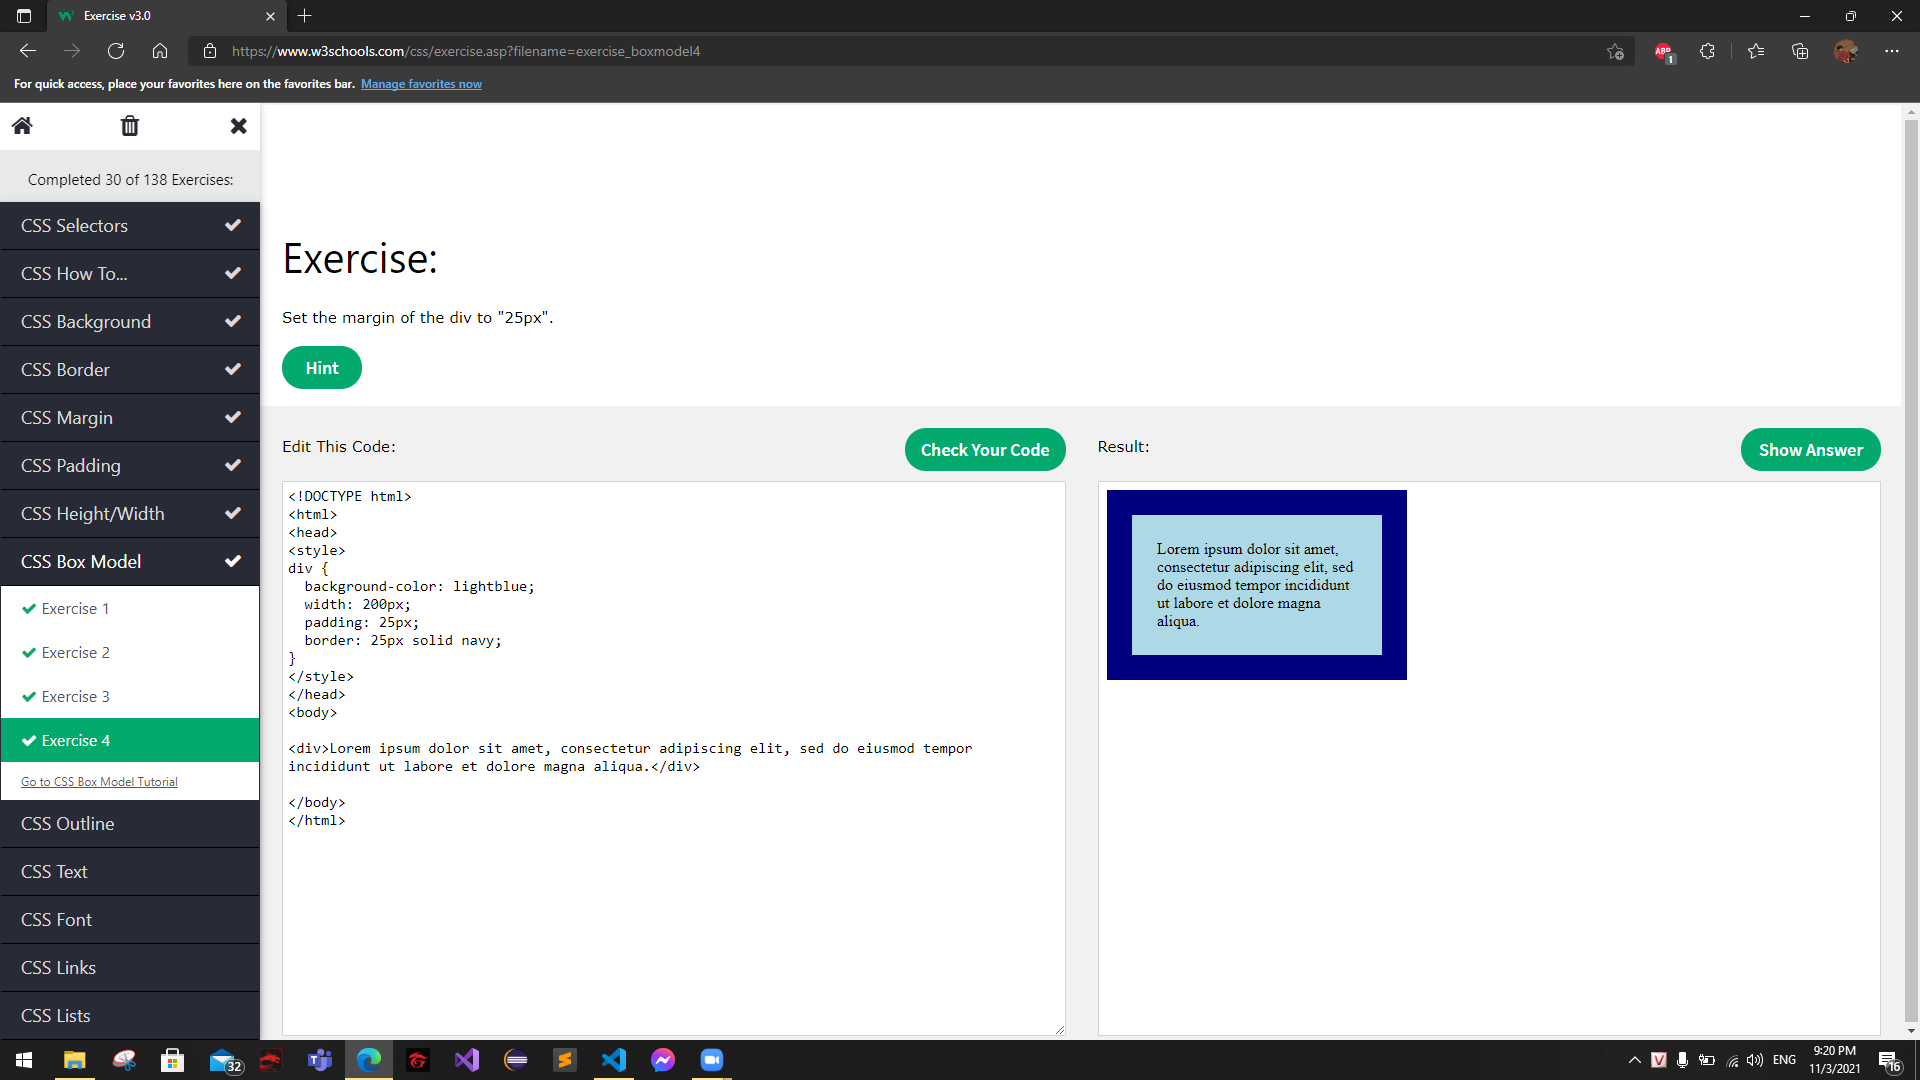 Exercise v3.0
https://www.w3schools.com/css/exercise.asp?filename=exercise_boxmodel4
ABP
1
For quick access, place your favorites here on the favorites bar. Manage favorites now
Completed 30 of 138 Exercises:
CSS Selectors
CSS How To...
CSS Background
CSS Border
CSS Margin
CSS Padding
CSS Height/Width
CSS Box Model
Exercise 1
Exercise 2
Exercise 3
Exercise 4
Go to CSS Box Model Tutorial
CSS Outline
CSS Text
CSS Font
CSS Links
CSS Lists
Exercise:
Set the margin of the div to "25px".
Hint
Edit This Code:
Check Your Code
<!DOCTYPE html>
<html>
<head>
<style>
div {
  background-color: lightblue;
  width: 200px;
  padding: 25px;
  border: 25px solid navy;
}
</style>
</head>
<body>
<div>Lorem ipsum dolor sit amet, consectetur adipiscing elit, sed do eiusmod tempor
incididunt ut labore et dolore magna aliqua.</div>
</body>
</html>
Result:
Show Answer
Lorem ipsum dolor sit amet,
consectetur adipiscing elit, sed
do eiusmod tempor incididunt
ut labore et dolore magna
aliqua.
32
V
ENG
9:20 PM
11/3/2021
16